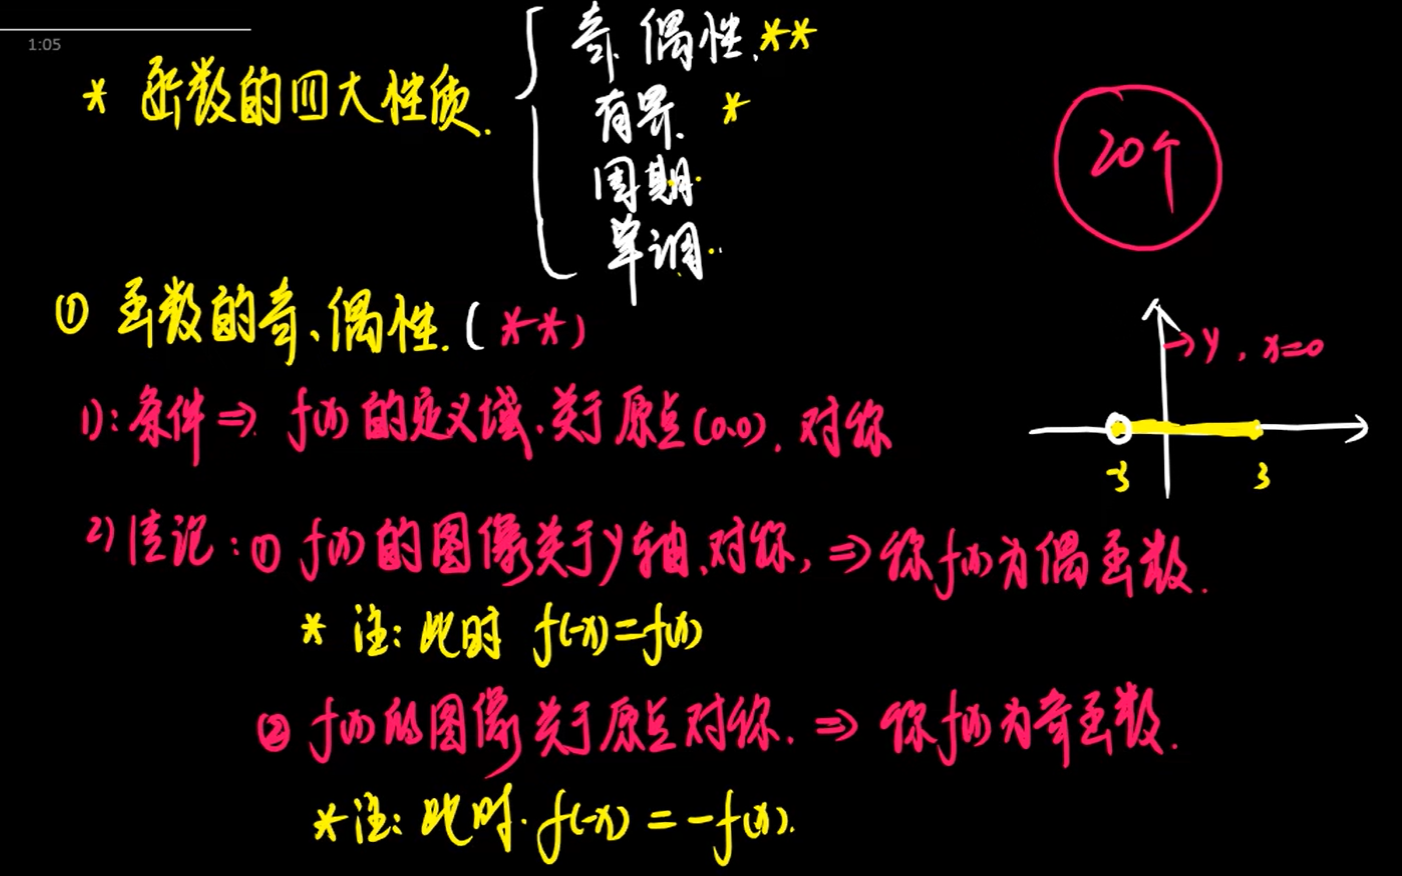 1:05
* 函数的四大性质.
奇.偶性.**
有界. *
周期.
单调..
20个
① 函数的奇、偶性.(**)
y, x=0
1):条件⇒ f(x)的定义域.关于原点(0,0).对称
-3 3
2)结论:① f(x)的图像关于y轴.对称,⇒称f(x)为偶函数.
* 注:此时 f(-x)=f(x)
② f(x)的图像关于原点对称.⇒ 称f(x)为奇函数.
*注:此时.f(-x)=-f(x).